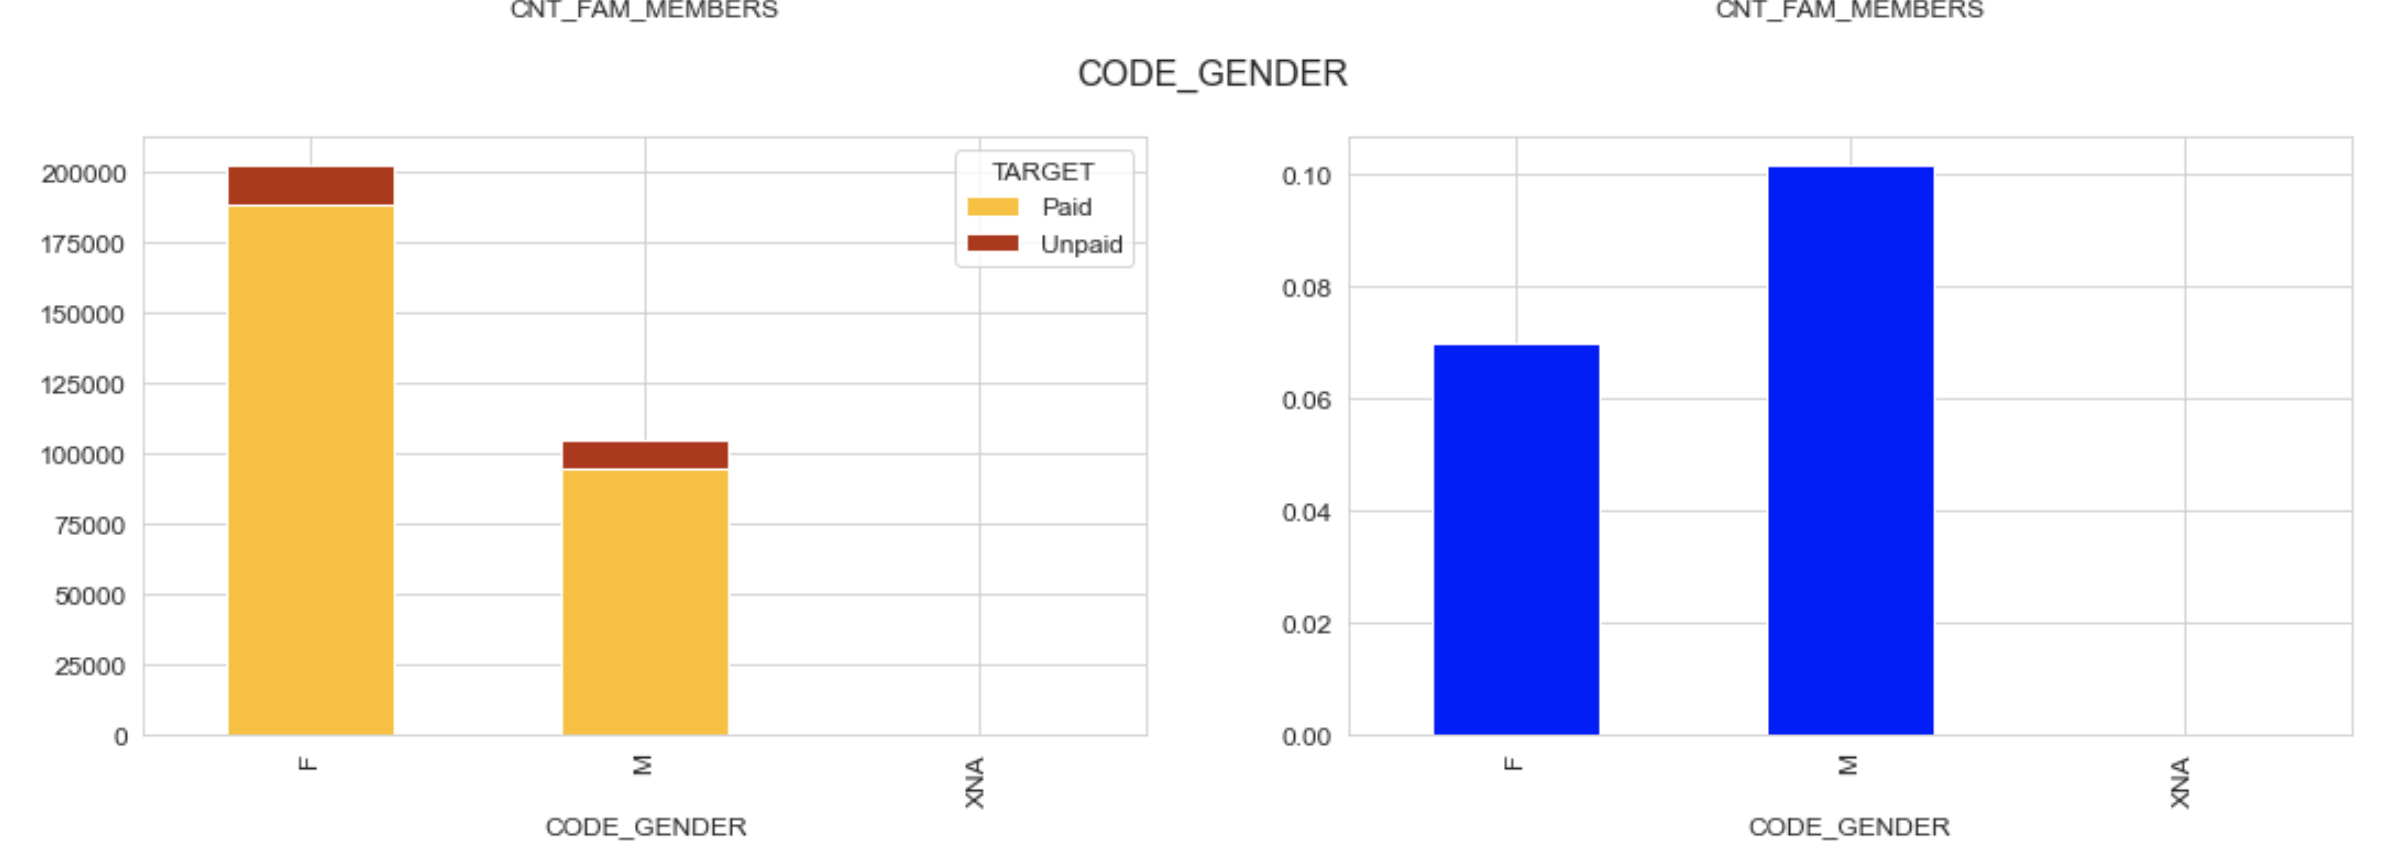 CNT_FAM_MEMBERS
CNT_FAM_MEMBERS
CODE_GENDER
200000
175000
150000
125000
100000
75000
50000
25000
0
TARGET
Paid
Unpaid
F
M
XNA
CODE_GENDER
0.10
0.08
0.06
0.04
0.02
0.00
F
M
XNA
CODE_GENDER